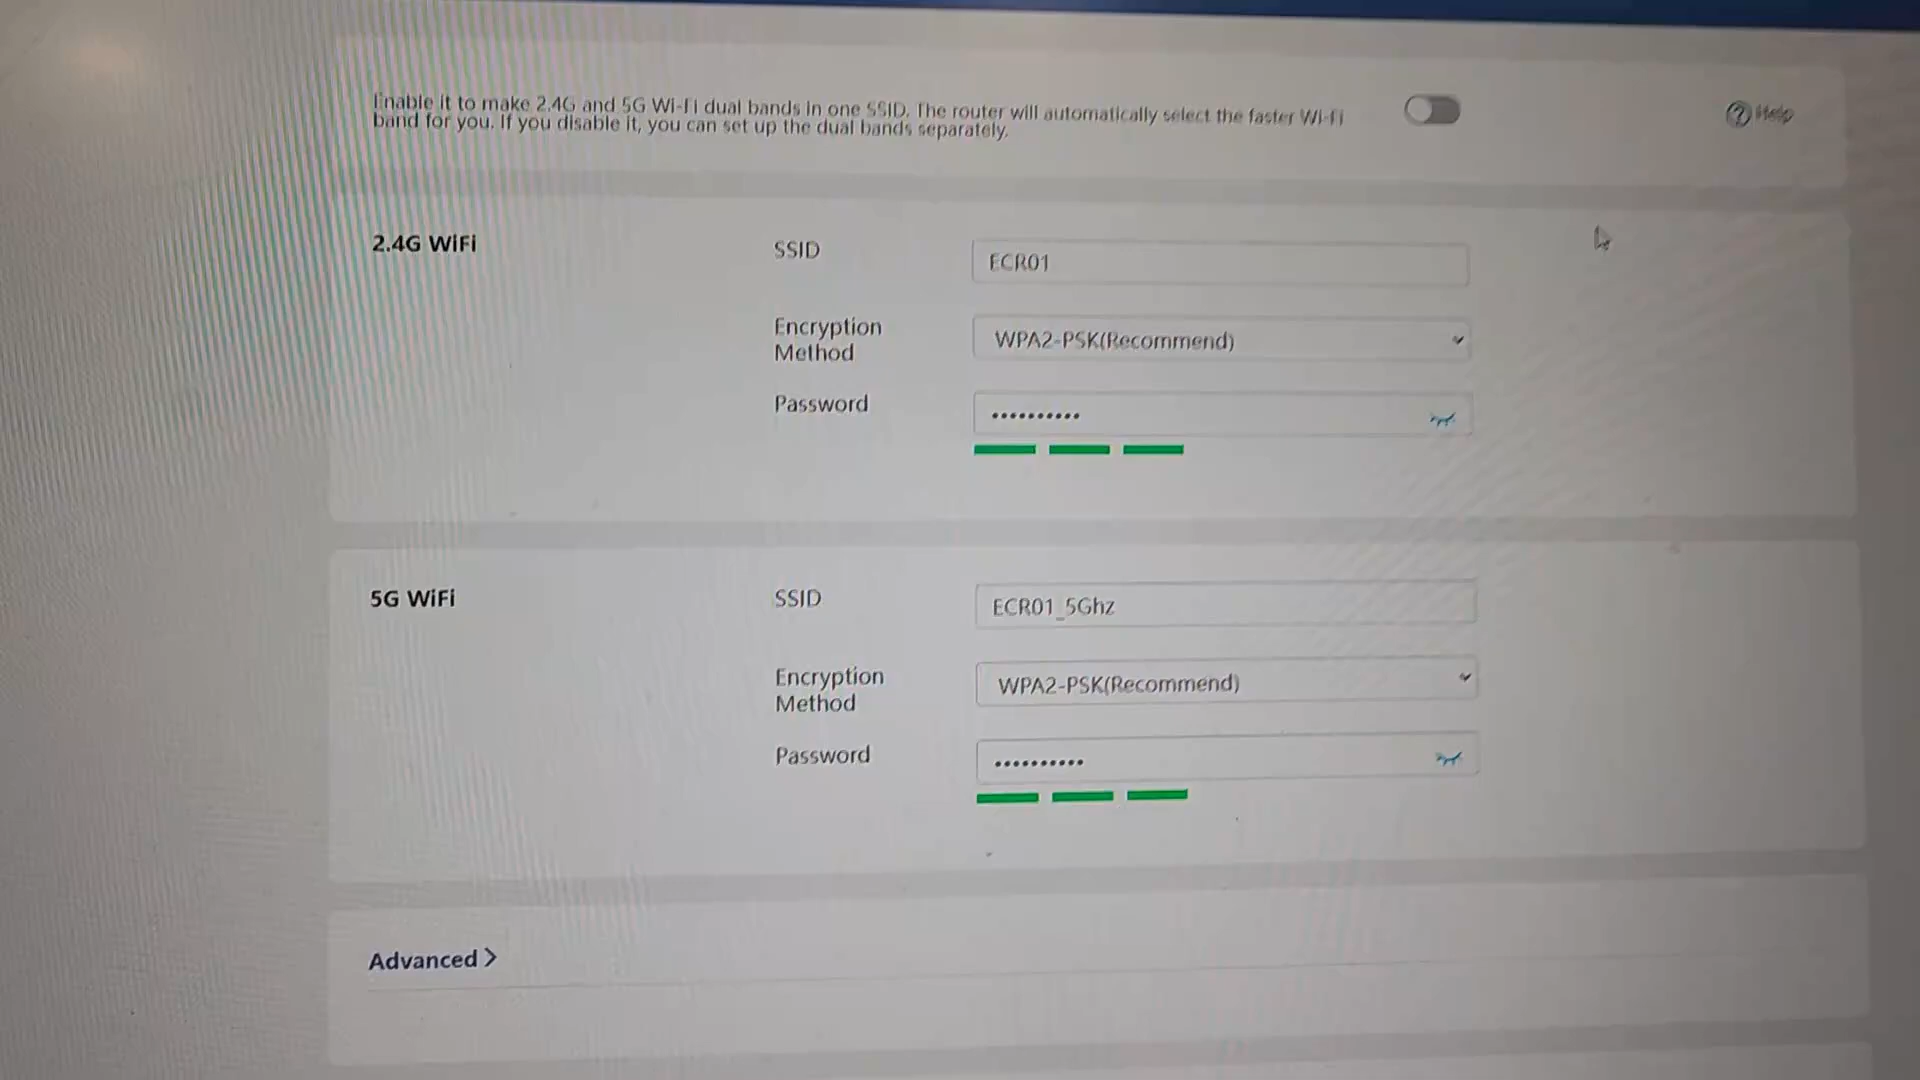 Enable it to make 2.4G and 5G Wi-Fi dual bands in one SSID. The router will automatically select the faster Wi-Fi
band for you. If you disable it, you can set up the dual bands separately.
Help
2.4G WiFi
SSID
ECR01
Encryption
Method
WPA2-PSK(Recommend)
Password
••••••••••
5G WiFi
SSID
ECR01_5Ghz
Encryption
Method
WPA2-PSK(Recommend)
Password
••••••••••
Advanced >